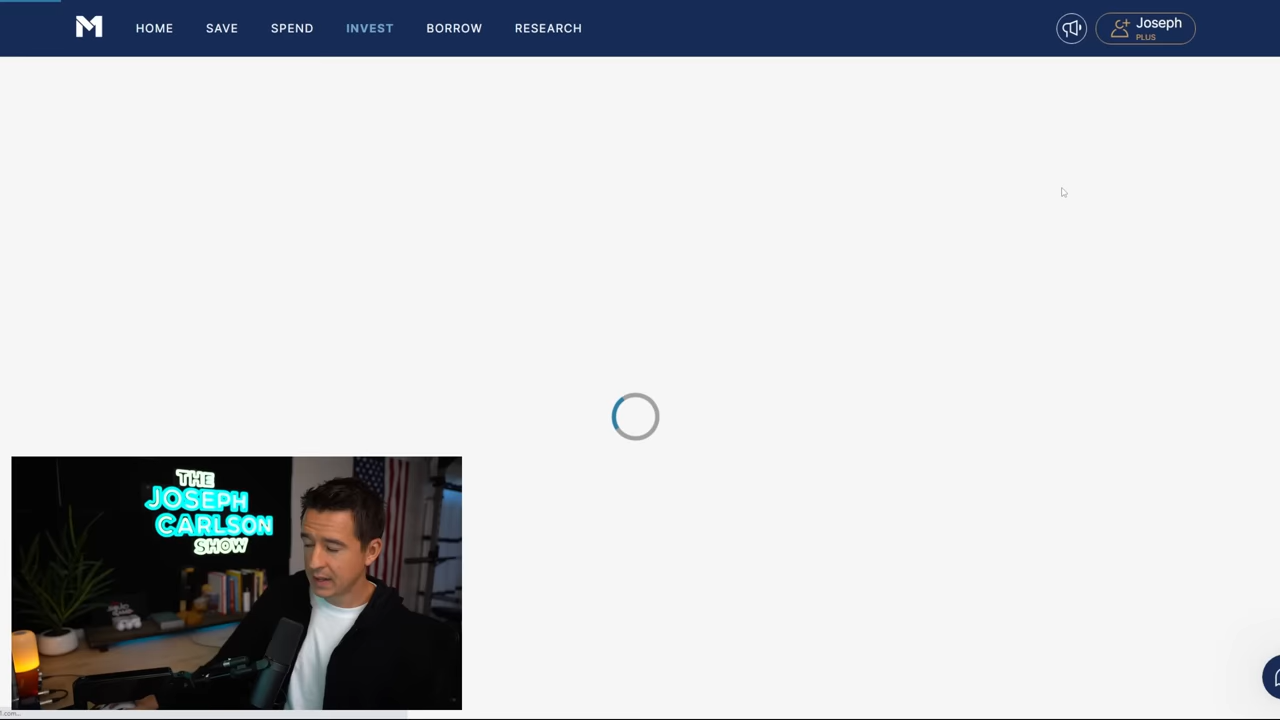 M
HOME SAVE SPEND INVEST BORROW RESEARCH
Joseph
PLUS
THE
JOSEPH
CARLSON
SHOW